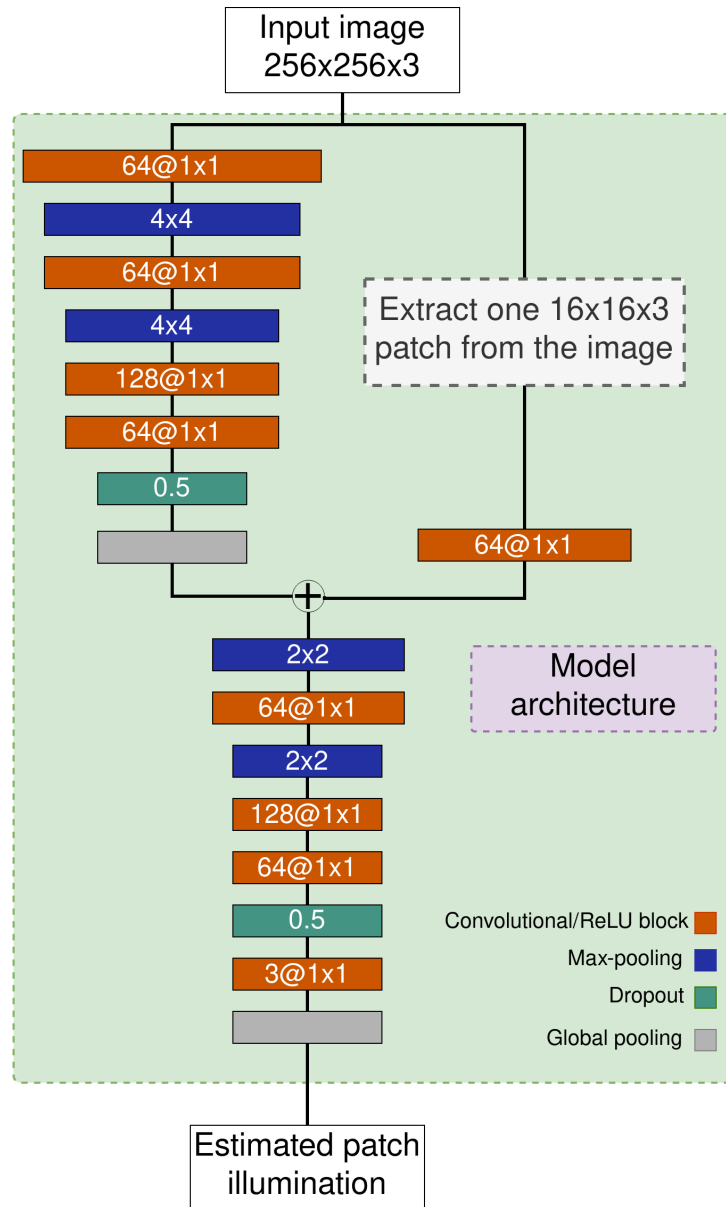 Input image
256x256x3
64@1x1
4x4
64@1x1
4x4
128@1x1
64@1x1
0.5
Extract one 16x16x3
patch from the image
64@1x1
2x2
64@1x1
2x2
128@1x1
64@1x1
0.5
3@1x1
Model
architecture
Convolutional/ReLU block
Max-pooling
Dropout
Global pooling
Estimated patch
illumination